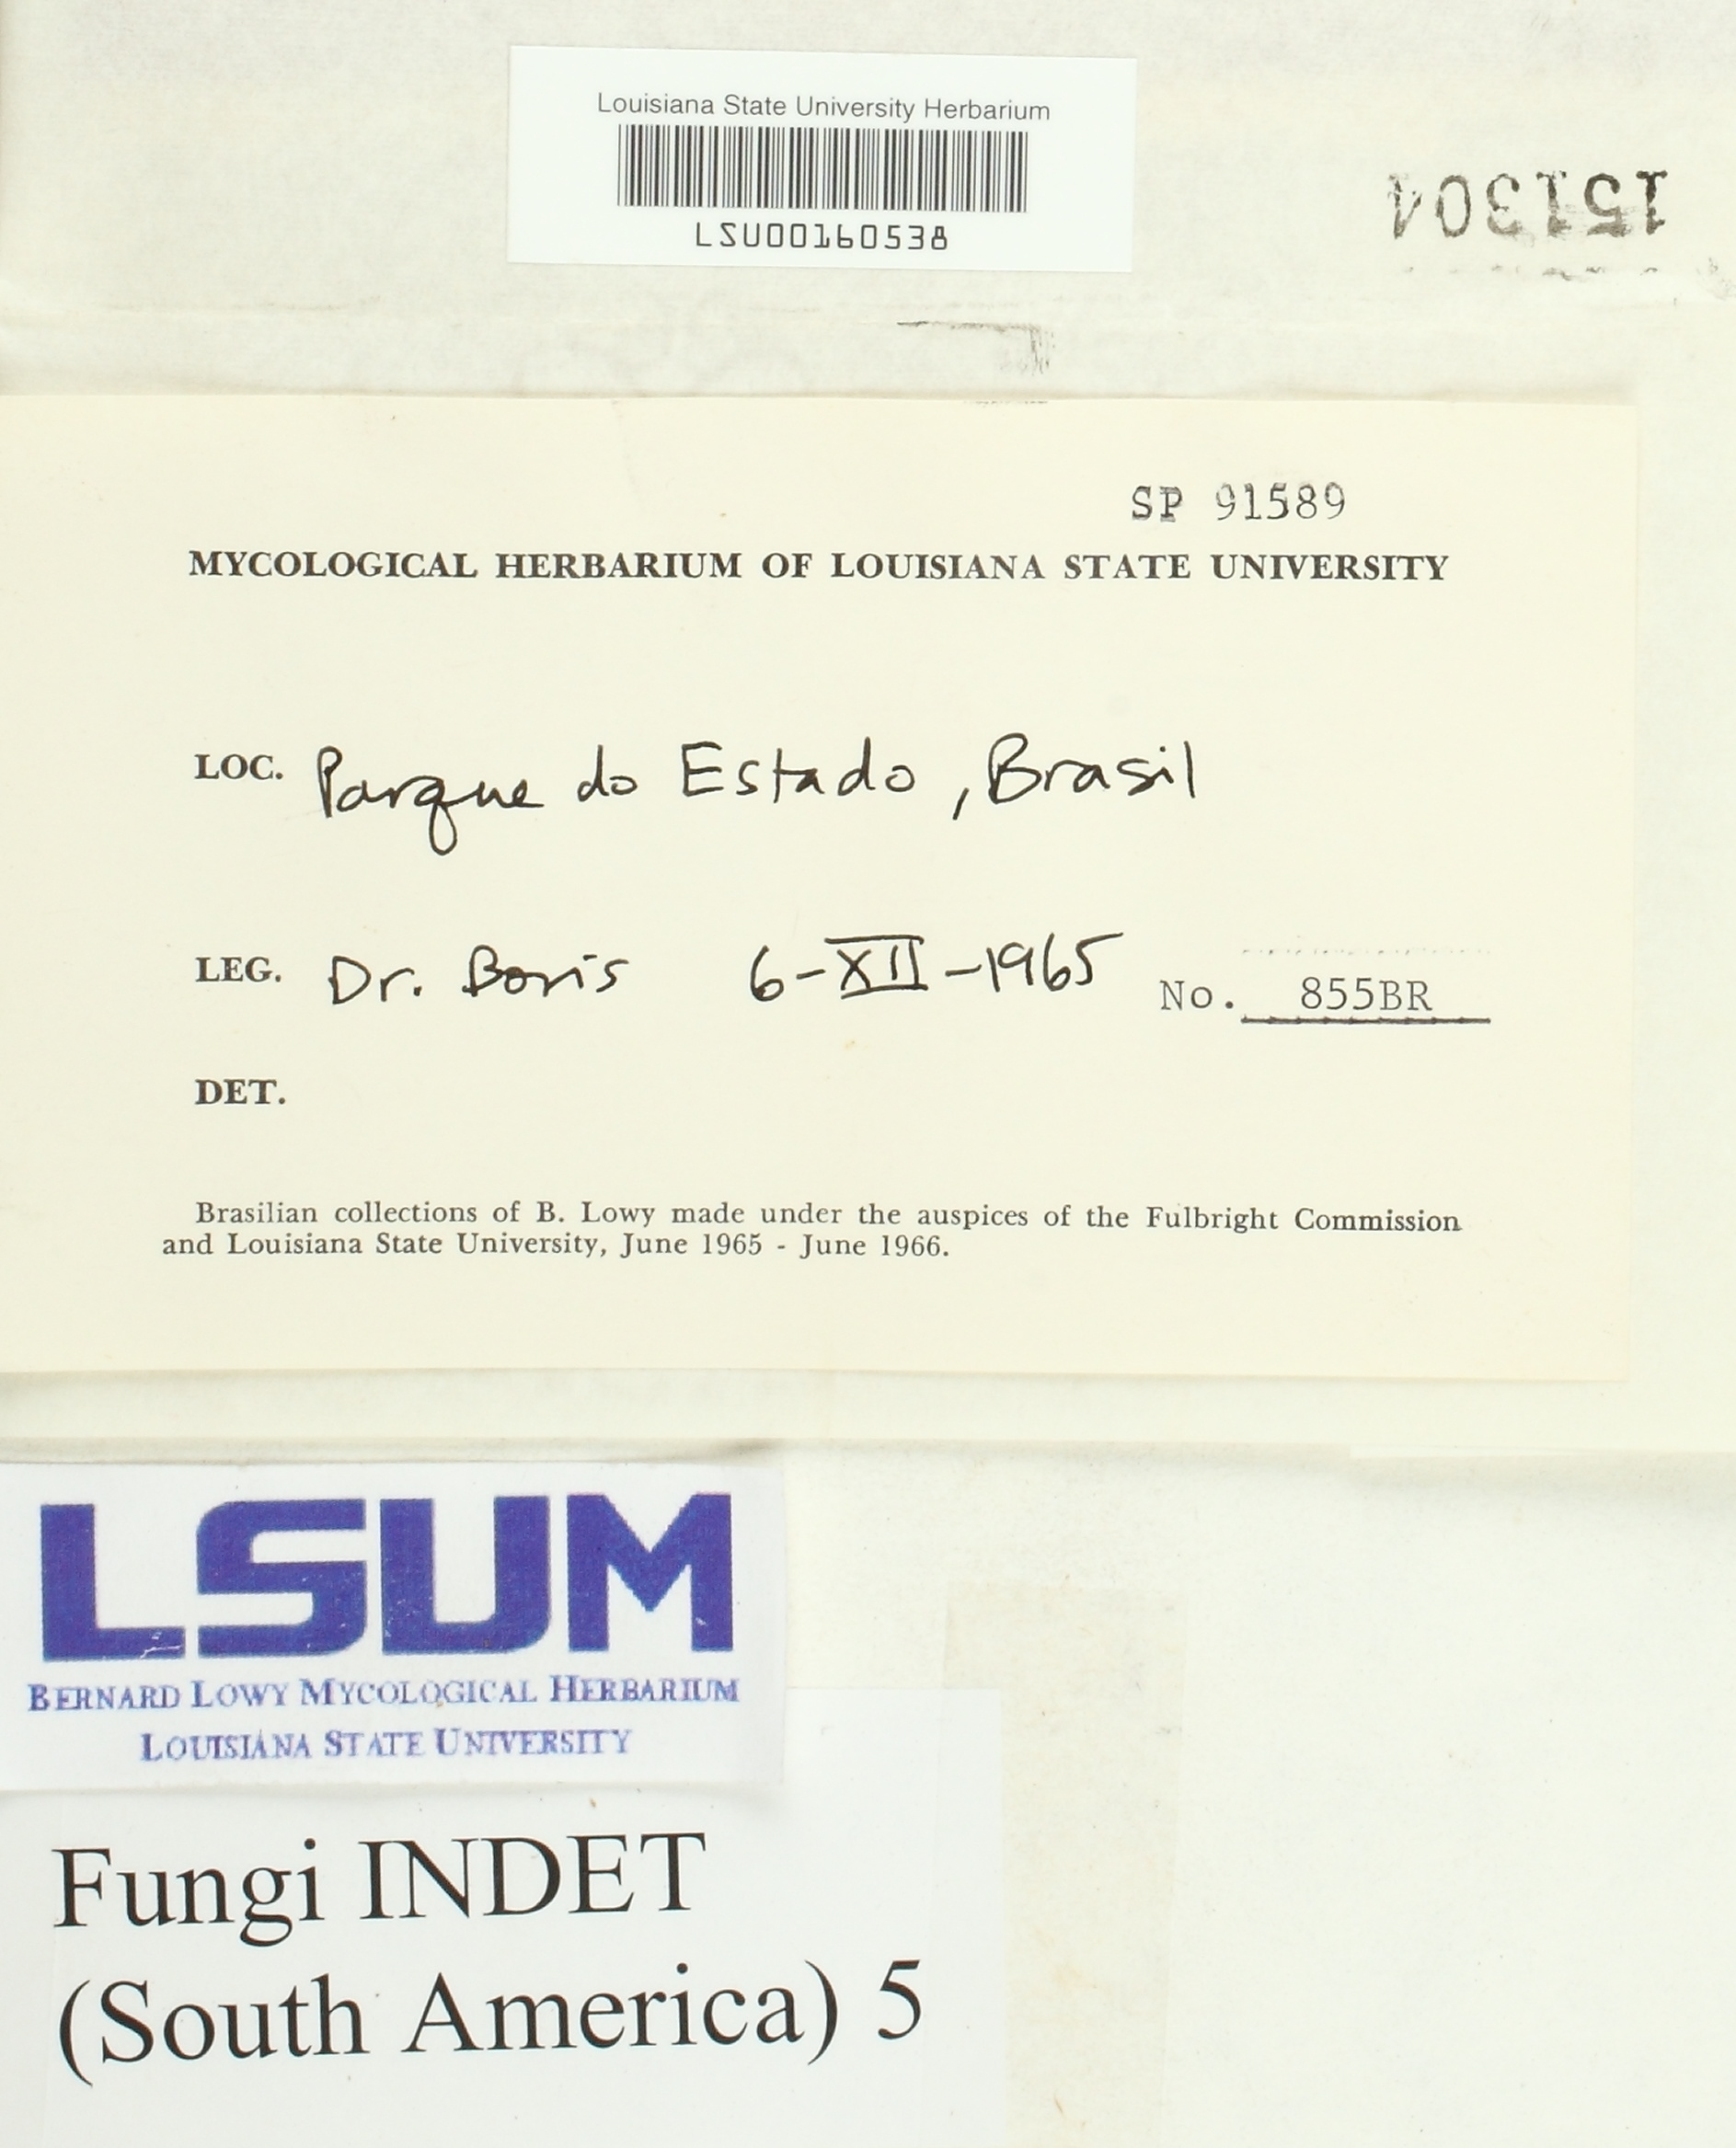 Louisiana State University Herbarium
LSU00160538
151304
SP 91589
MYCOLOGICAL HERBARIUM OF LOUISIANA STATE UNIVERSITY
LOC. Parque do Estado, Brasil
LEG. Dr. Boris 6-XII-1965 No. 855BR
DET.
Brasilian collections of B. Lowy made under the auspices of the Fulbright Commission
and Louisiana State University, June 1965 - June 1966.
LSUM
BERNARD LOWY MYCOLOGICAL HERBARIUM
LOUISIANA STATE UNIVERSITY
Fungi INDET
(South America) 5